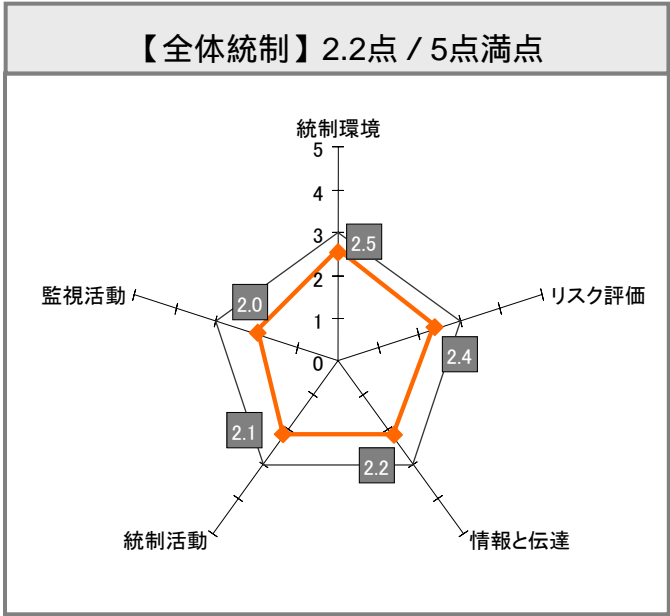 【全体統制】2.2点 / 5点満点
統制環境
5
4
3
2.5
2
1
0
リスク評価
2.4
情報と伝達
2.2
統制活動
2.1
監視活動
2.0